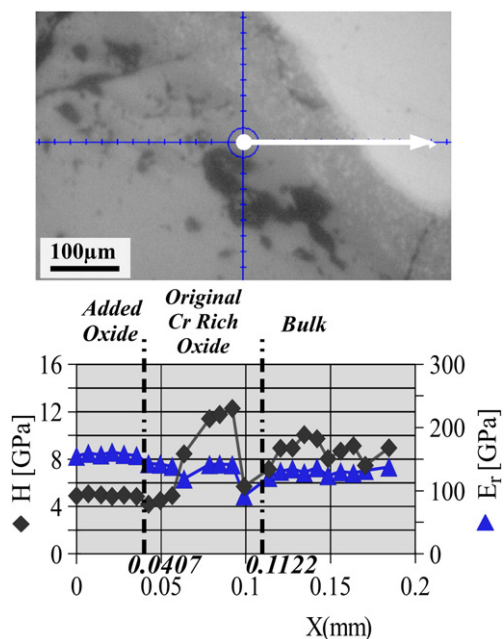 100µm
Added Oxide
Original Cr Rich Oxide
Bulk
16
12
8
4
0
H [GPa]
300
200
100
0
Er [GPa]
0.0407
0.1122
0
0.05
0.1
0.15
0.2
X(mm)